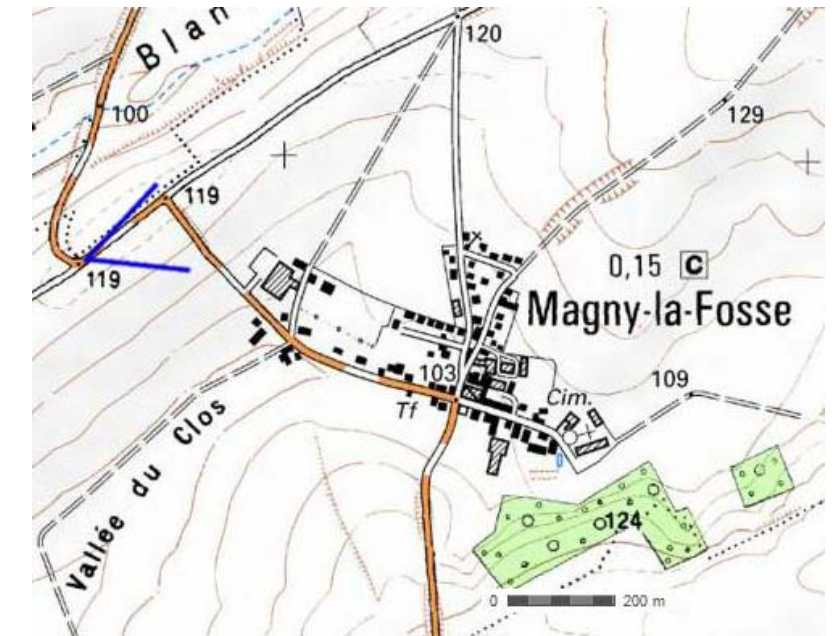 Blan
120
100
129
119
119
0,15 C
Magny-la-Fosse
103
109
Cim.
Tf
Vallée du Clos
124
0 200 m